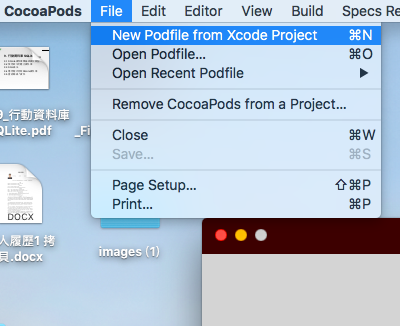 CocoaPods File Edit Editor View Build Specs Re
New Podfile from Xcode Project ⌘N
Open Podfile... ⌘O
Open Recent Podfile ▶
Remove CocoaPods from a Project...
Close ⌘W
Save... ⌘S
Page Setup... ⇧⌘P
Print... ⌘P
9_行動資料庫
QLite.pdf
_Fi
DOCX
人履歷1 拷
貝.docx
images (1)